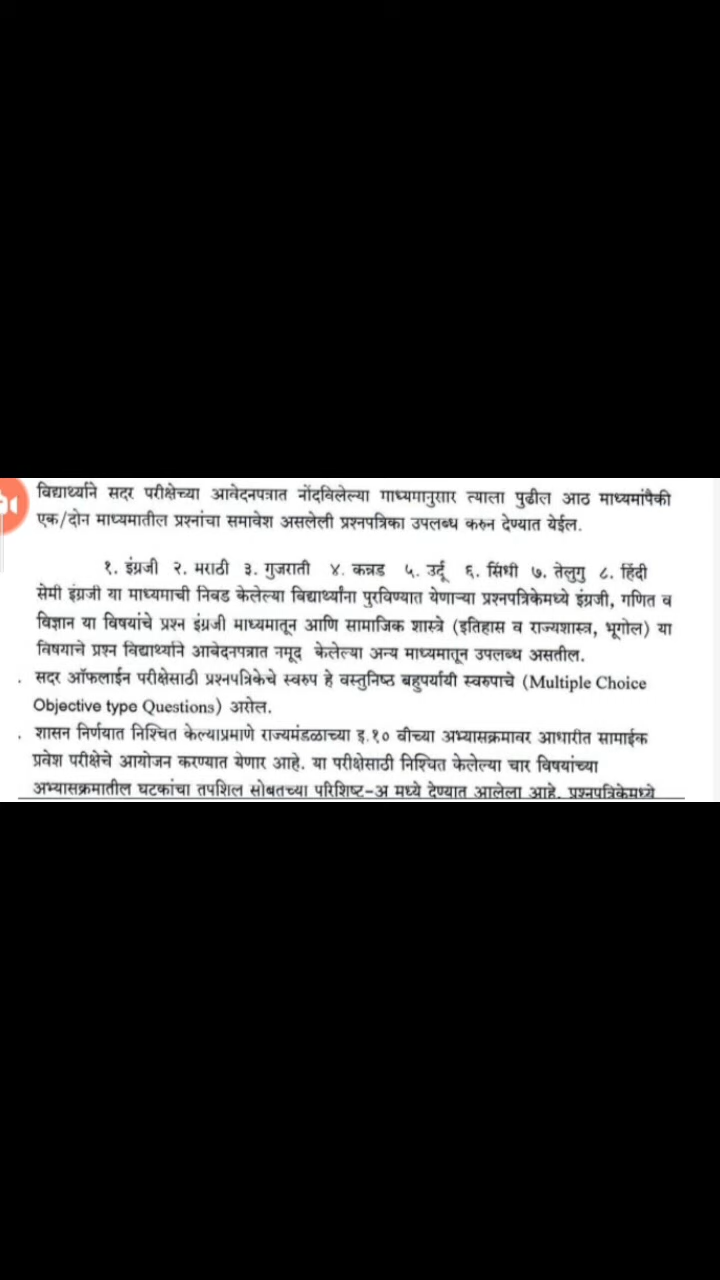 विद्यार्थ्याने सदर परीक्षेच्या आवेदनपत्रात नोंदविलेल्या माध्यमानुसार त्याला पुढील आठ माध्यमांपैकी
एक/दोन माध्यमातील प्रश्नांचा समावेश असलेली प्रश्नपत्रिका उपलब्ध करुन देण्यात येईल.
१. इंग्रजी २. मराठी ३. गुजराती ४. कन्नड ५. उर्दू ६. सिंधी ७. तेलुगु ८. हिंदी
सेमी इंग्रजी या माध्यमाची निवड केलेल्या विद्यार्थ्यांना पुरविण्यात येणाऱ्या प्रश्नपत्रिकेमध्ये इंग्रजी, गणित व
विज्ञान या विषयांचे प्रश्न इंग्रजी माध्यमातून आणि सामाजिक शास्त्रे (इतिहास व राज्यशास्त्र, भूगोल) या
विषयाचे प्रश्न विद्यार्थ्याने आवेदनपत्रात नमूद केलेल्या अन्य माध्यमातून उपलब्ध असतील.
. सदर ऑफलाईन परीक्षेसाठी प्रश्नपत्रिकेचे स्वरुप हे वस्तुनिष्ठ बहुपर्यायी स्वरुपाचे (Multiple Choice
Objective type Questions) असेल.
. शासन निर्णयात निश्चित केल्याप्रमाणे राज्यमंडळाच्या इ.१० वीच्या अभ्यासक्रमावर आधारीत सामाईक
प्रवेश परीक्षेचे आयोजन करण्यात येणार आहे. या परीक्षेसाठी निश्चित केलेल्या चार विषयांच्या
अभ्यासक्रमातील घटकांचा तपशिल सोबतच्या परिशिष्ट-अ मध्ये देण्यात आलेला आहे. प्रश्नपत्रिकेमध्ये